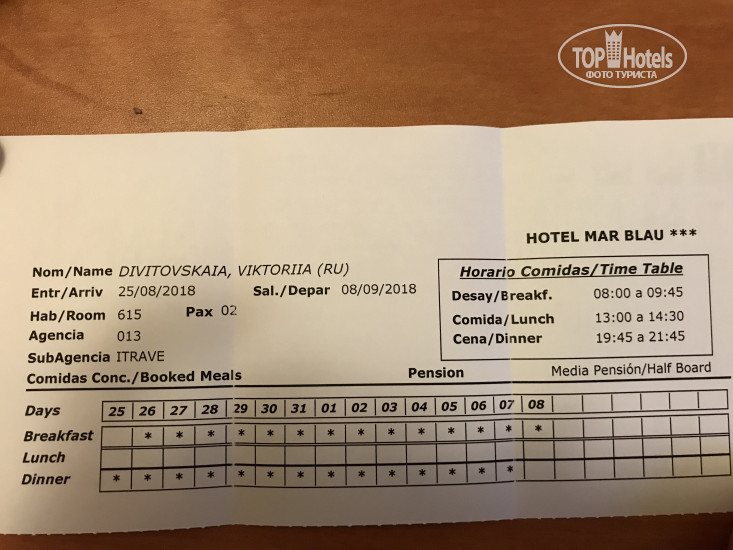 TOP Hotels
ФОТО ТУРИСТА
HOTEL MAR BLAU ***
Nom/Name DIVITOVSKAIA, VIKTORIIA (RU)
Entr/Arriv 25/08/2018 Sal./Depar 08/09/2018
Hab/Room 615 Pax 02
Agencia 013
SubAgencia ITRAVE
Horario Comidas/Time Table
Desay/Breakf. 08:00 a 09:45
Comida/Lunch 13:00 a 14:30
Cena/Dinner 19:45 a 21:45
Comidas Conc./Booked Meals Pension Media Pensión/Half Board
Days 25 26 27 28 29 30 31 01 02 03 04 05 06 07 08
Breakfast * * * * * * * * * * * * * *
Lunch
Dinner * * * * * * * * * * * * * *